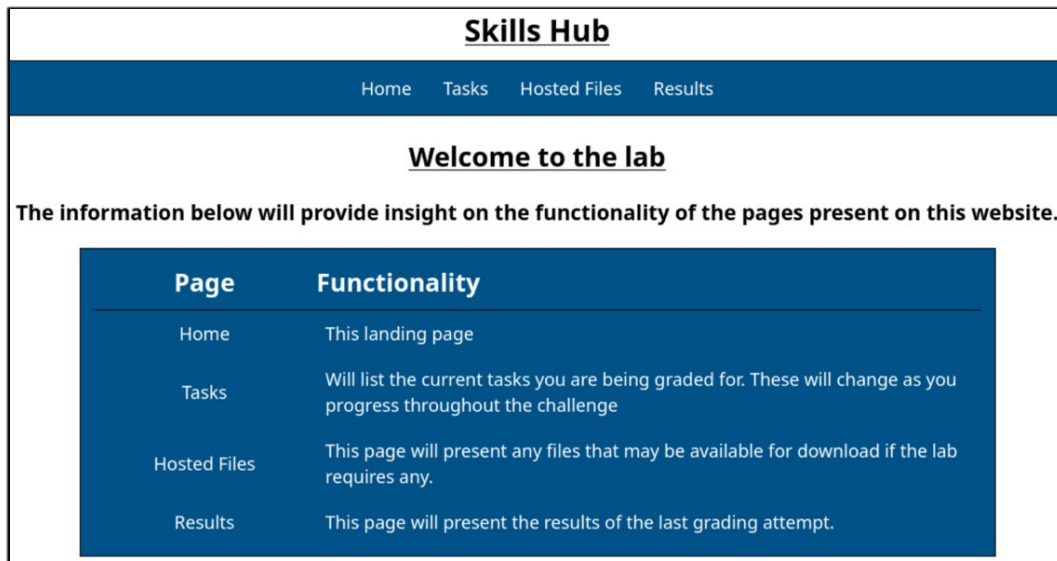 Skills Hub
Home Tasks Hosted Files Results
Welcome to the lab
The information below will provide insight on the functionality of the pages present on this website.
Page Functionality
Home This landing page
Tasks Will list the current tasks you are being graded for. These will change as you
progress throughout the challenge
Hosted Files This page will present any files that may be available for download if the lab
requires any.
Results This page will present the results of the last grading attempt.